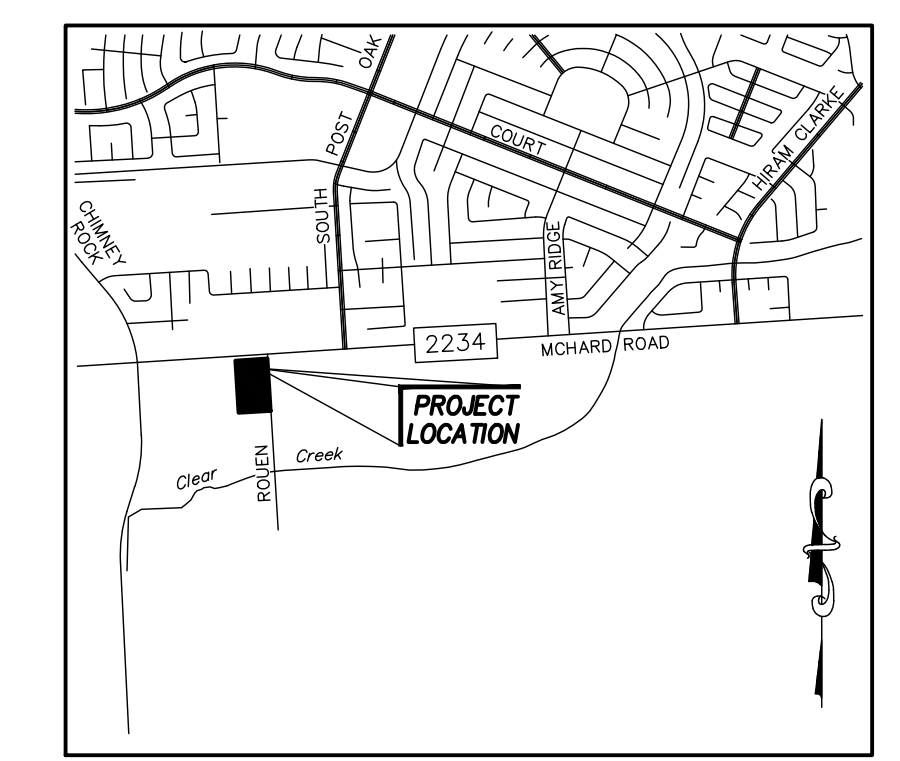 OAK
POST
SOUTH
COURT
HIRAM CLARKE
CHIMNEY
ROCK
AMY RIDGE
2234
MCHARD ROAD
PROJECT
LOCATION
ROUEN
Clear
Creek